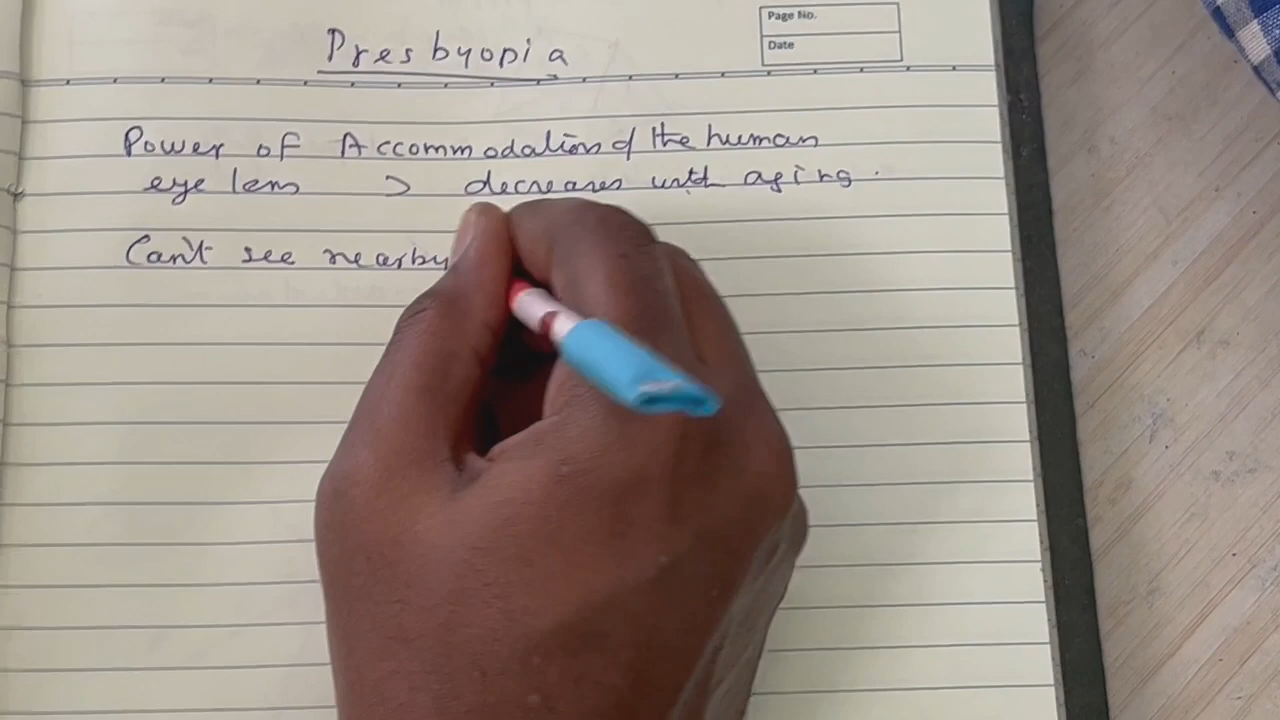 Page No.
Date
Presbyopia
Power of Accommodation of the human
eye lens > decreases with aging.
Can't see nearby